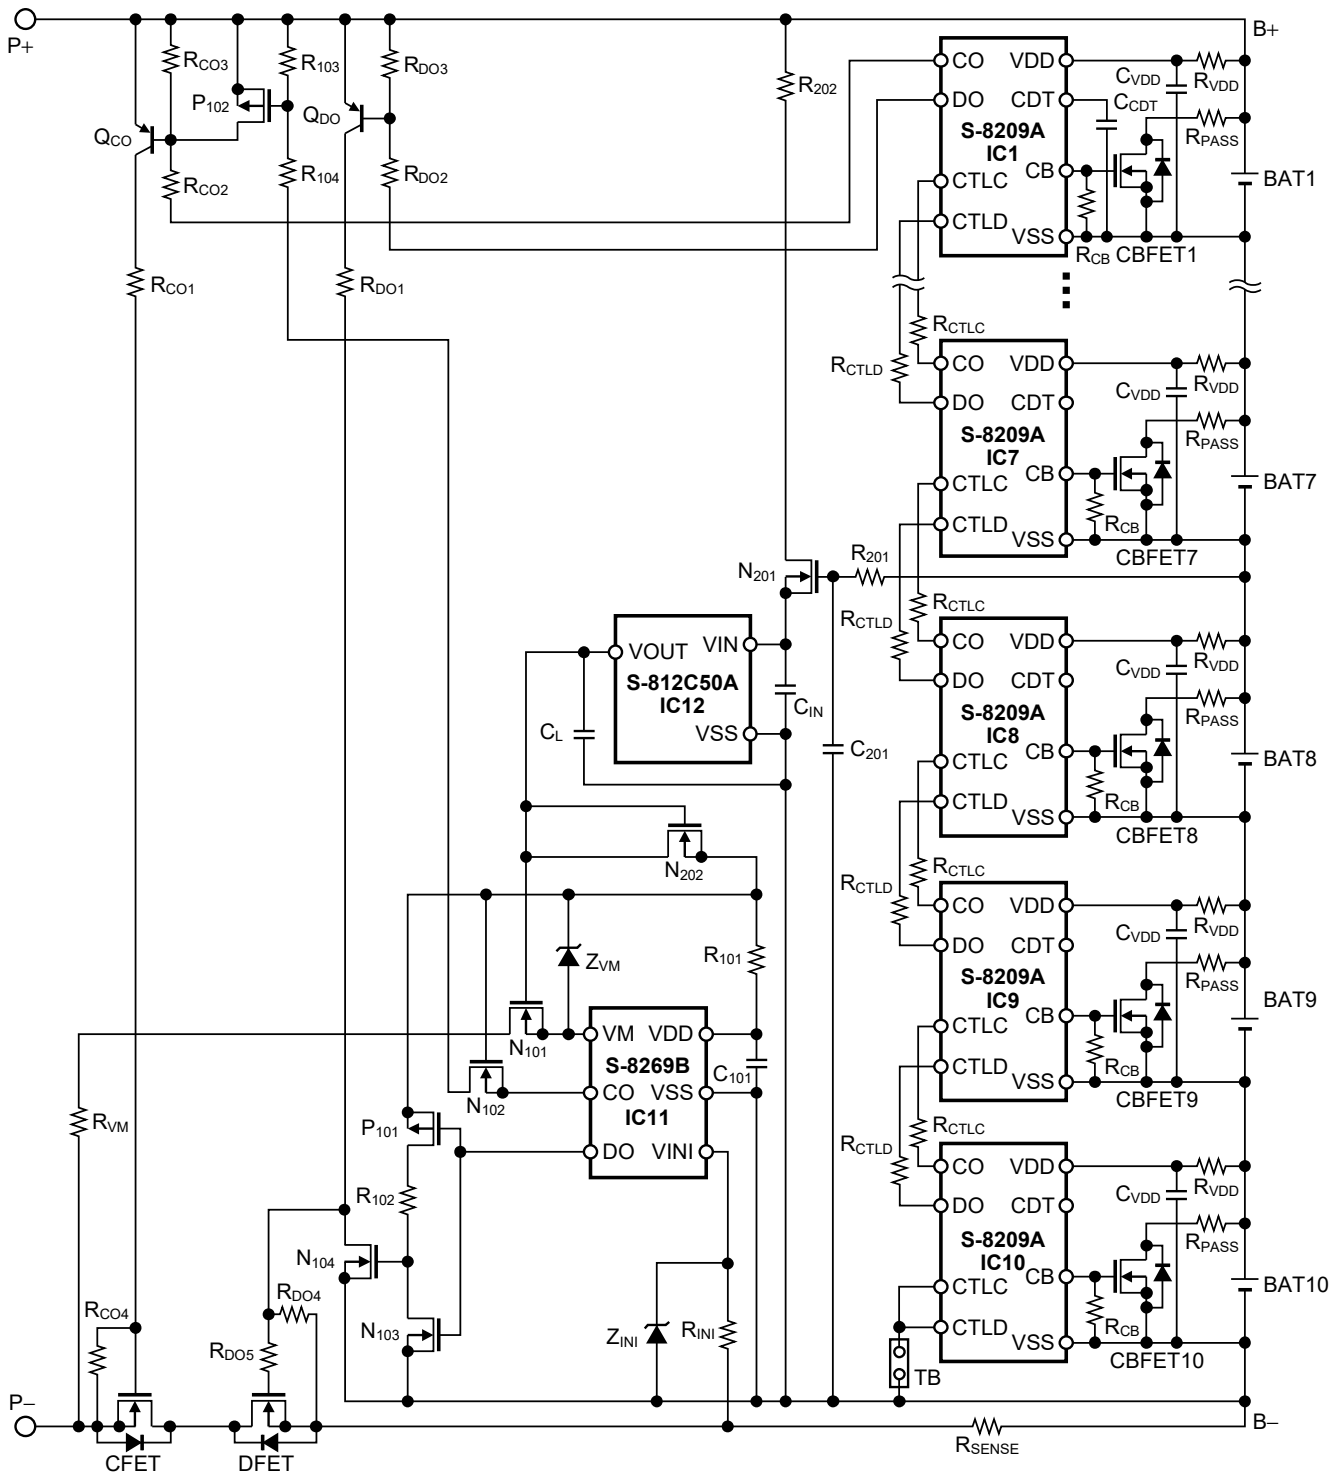 P+
B+
RCO3
R103
RDO3
R202
P102
QCO
QDO
RCO2
R104
RDO2
RCO1
RDO1
CO
VDD
DO
CDT
S-8209A
IC1
CB
CTLC
CTLD
VSS
CVDD
RVDD
CCDT
RPASS
BAT1
RCB
CBFET1
RCTLC
RCTLD
CO
VDD
DO
CDT
S-8209A
IC7
CB
CTLC
CTLD
VSS
CVDD
RVDD
RPASS
BAT7
RCB
CBFET7
R201
N201
RCTLC
RCTLD
VOUT
VIN
S-812C50A
IC12
VSS
CIN
CL
C201
CO
VDD
DO
CDT
S-8209A
IC8
CB
CTLC
CTLD
VSS
CVDD
RVDD
RPASS
BAT8
RCB
CBFET8
N202
RCTLC
RCTLD
ZVM
R101
CO
VDD
DO
CDT
S-8209A
IC9
CB
CTLC
CTLD
VSS
CVDD
RVDD
RPASS
BAT9
RCB
CBFET9
N101
VM
VDD
S-8269B
C101
CO
VSS
IC11
DO
VINI
N102
RVM
P101
R102
RCTLC
RCTLD
CO
VDD
DO
CDT
S-8209A
IC10
CB
CTLC
CTLD
VSS
CVDD
RVDD
RPASS
BAT10
RCB
CBFET10
N104
RDO4
RCO4
N103
RDO5
ZINI
RINI
TB
P−
B−
CFET
DFET
RSENSE